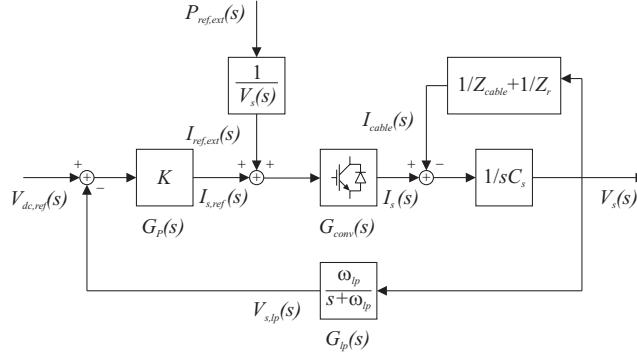 P_ref,ext(s)
1
V_s(s)
1/Z_cable+1/Z_r
I_ref,ext(s)
I_cable(s)
+
−
K
+
+
+
−
1/sC_s
V_dc,ref(s)
I_s,ref(s)
I_s(s)
V_s(s)
G_P(s)
G_conv(s)
ω_lp
s+ω_lp
V_s,lp(s)
G_lp(s)